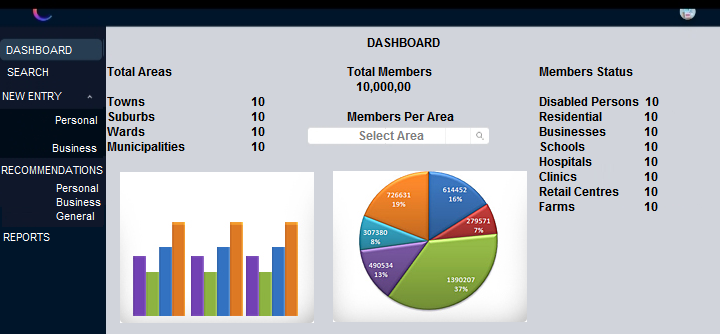 DASHBOARD
DASHBOARD
SEARCH
NEW ENTRY
Personal
Business
RECOMMENDATIONS
Personal
Business
General
REPORTS
Total Areas
Towns 10
Suburbs 10
Wards 10
Municipalities 10
Total Members
10,000,00
Members Per Area
Select Area
Members Status
Disabled Persons 10
Residential 10
Businesses 10
Schools 10
Hospitals 10
Clinics 10
Retail Centres 10
Farms 10
614452
16%
279571
7%
1390207
37%
490534
13%
307380
8%
726631
19%